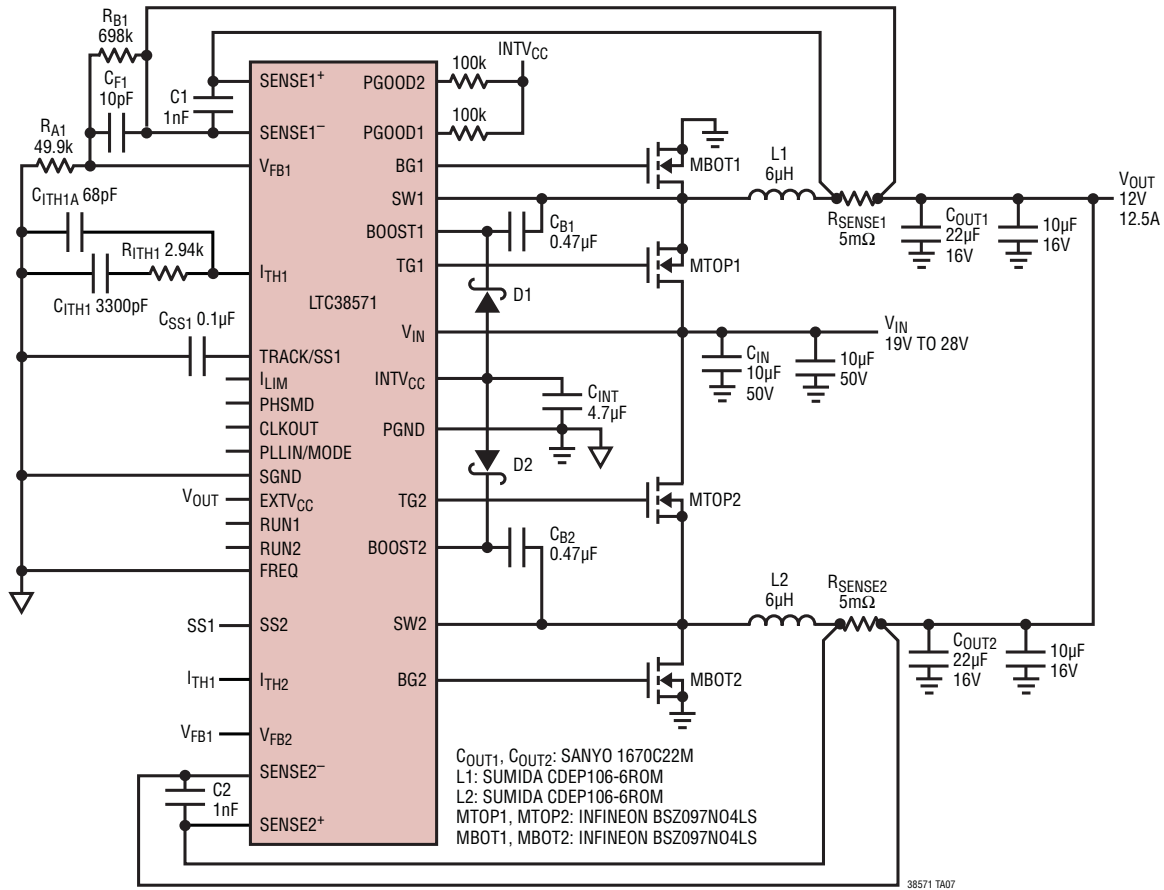 RB1
698k
CF1
10pF
RA1
49.9k
C1
1nF
CITH1A 68pF
RITH1 2.94k
CITH1 3300pF
CSS1 0.1µF
VOUT
SS1
ITH1
VFB1
C2
1nF
SENSE1+
SENSE1–
VFB1
ITH1
LTC38571
TRACK/SS1
ILIM
PHSMD
CLKOUT
PLLIN/MODE
SGND
EXTVCC
RUN1
RUN2
FREQ
SS2
ITH2
VFB2
SENSE2–
SENSE2+
PGOOD2
PGOOD1
BG1
SW1
BOOST1
TG1
VIN
INTVCC
PGND
TG2
BOOST2
SW2
BG2
100k
INTVCC
100k
MBOT1
L1
6µH
RSENSE1
5mΩ
COUT1
22µF
16V
10µF
16V
VOUT
12V
12.5A
CB1
0.47µF
MTOP1
D1
VIN
19V TO 28V
CIN
10µF
50V
10µF
50V
CINT
4.7µF
D2
MTOP2
CB2
0.47µF
L2
6µH
RSENSE2
5mΩ
COUT2
22µF
16V
10µF
16V
MBOT2
COUT1, COUT2: SANYO 1670C22M
L1: SUMIDA CDEP106-6ROM
L2: SUMIDA CDEP106-6ROM
MTOP1, MTOP2: INFINEON BSZ097NO4LS
MBOT1, MBOT2: INFINEON BSZ097NO4LS
38571 TA07